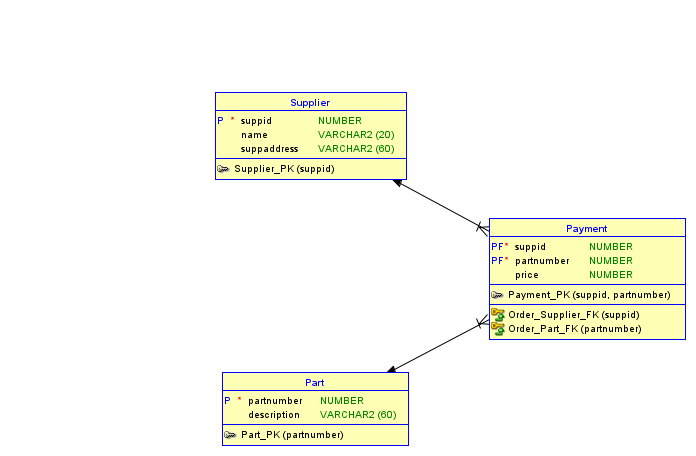 Supplier
P * suppid NUMBER
name VARCHAR2 (20)
suppaddress VARCHAR2 (60)
Supplier_PK (suppid)
Payment
PF* suppid NUMBER
PF* partnumber NUMBER
price NUMBER
Payment_PK (suppid, partnumber)
Order_Supplier_FK (suppid)
Order_Part_FK (partnumber)
Part
P * partnumber NUMBER
description VARCHAR2 (60)
Part_PK (partnumber)